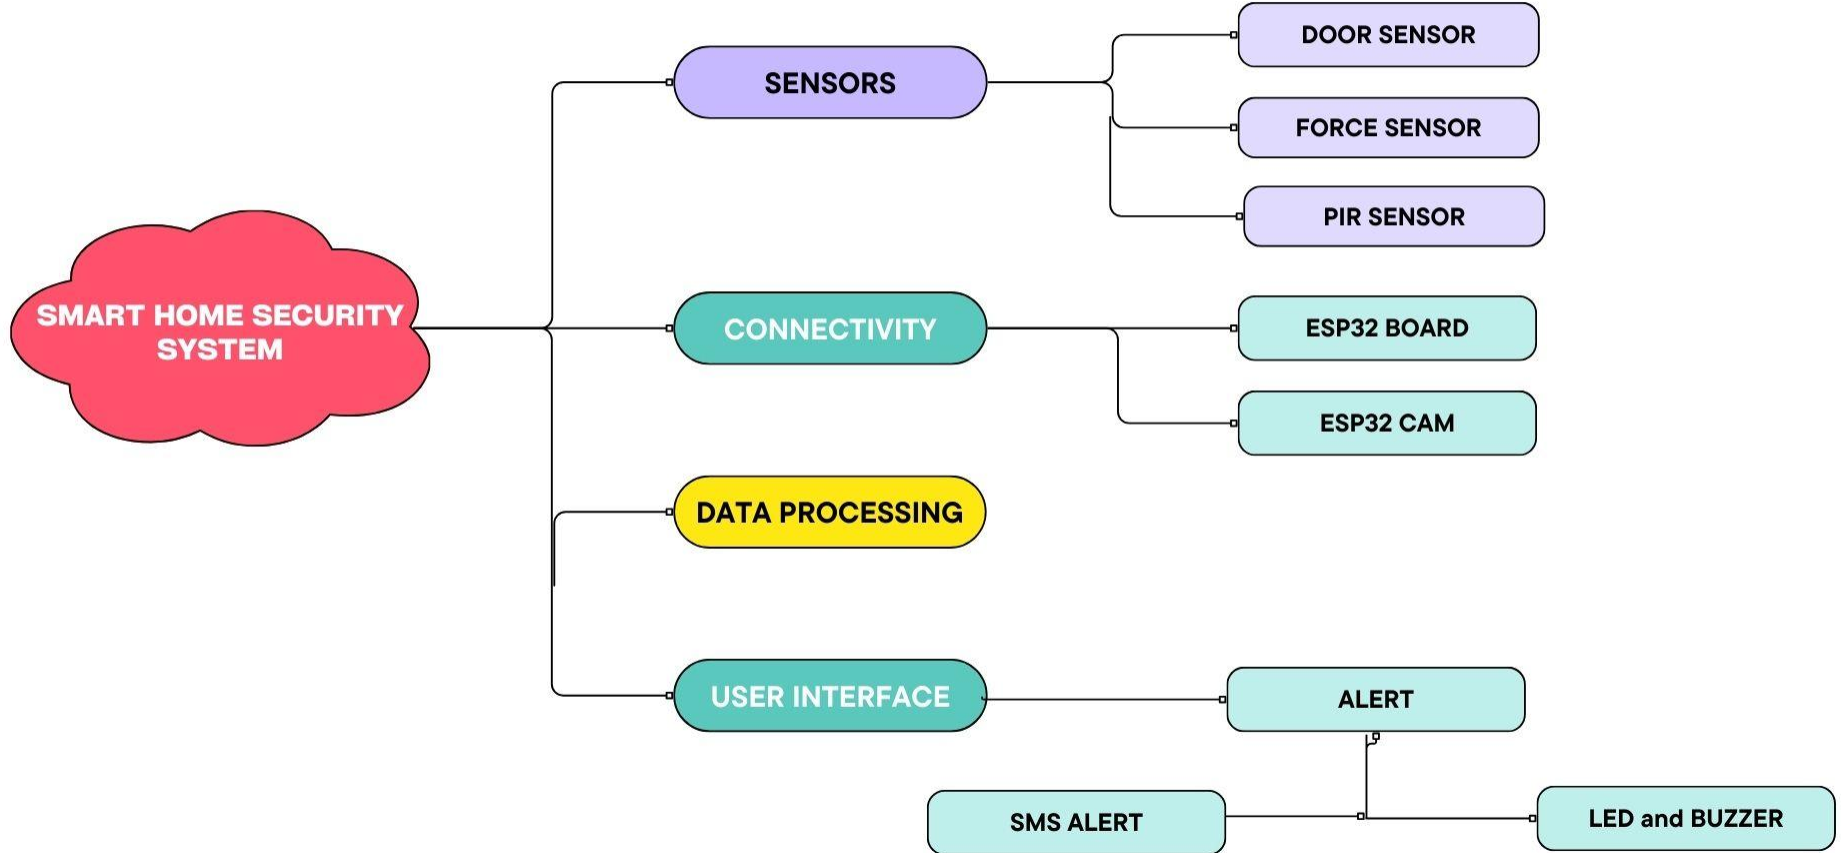 SMART HOME SECURITY
SYSTEM
SENSORS
DOOR SENSOR
FORCE SENSOR
PIR SENSOR
CONNECTIVITY
ESP32 BOARD
ESP32 CAM
DATA PROCESSING
USER INTERFACE
ALERT
SMS ALERT
LED and BUZZER